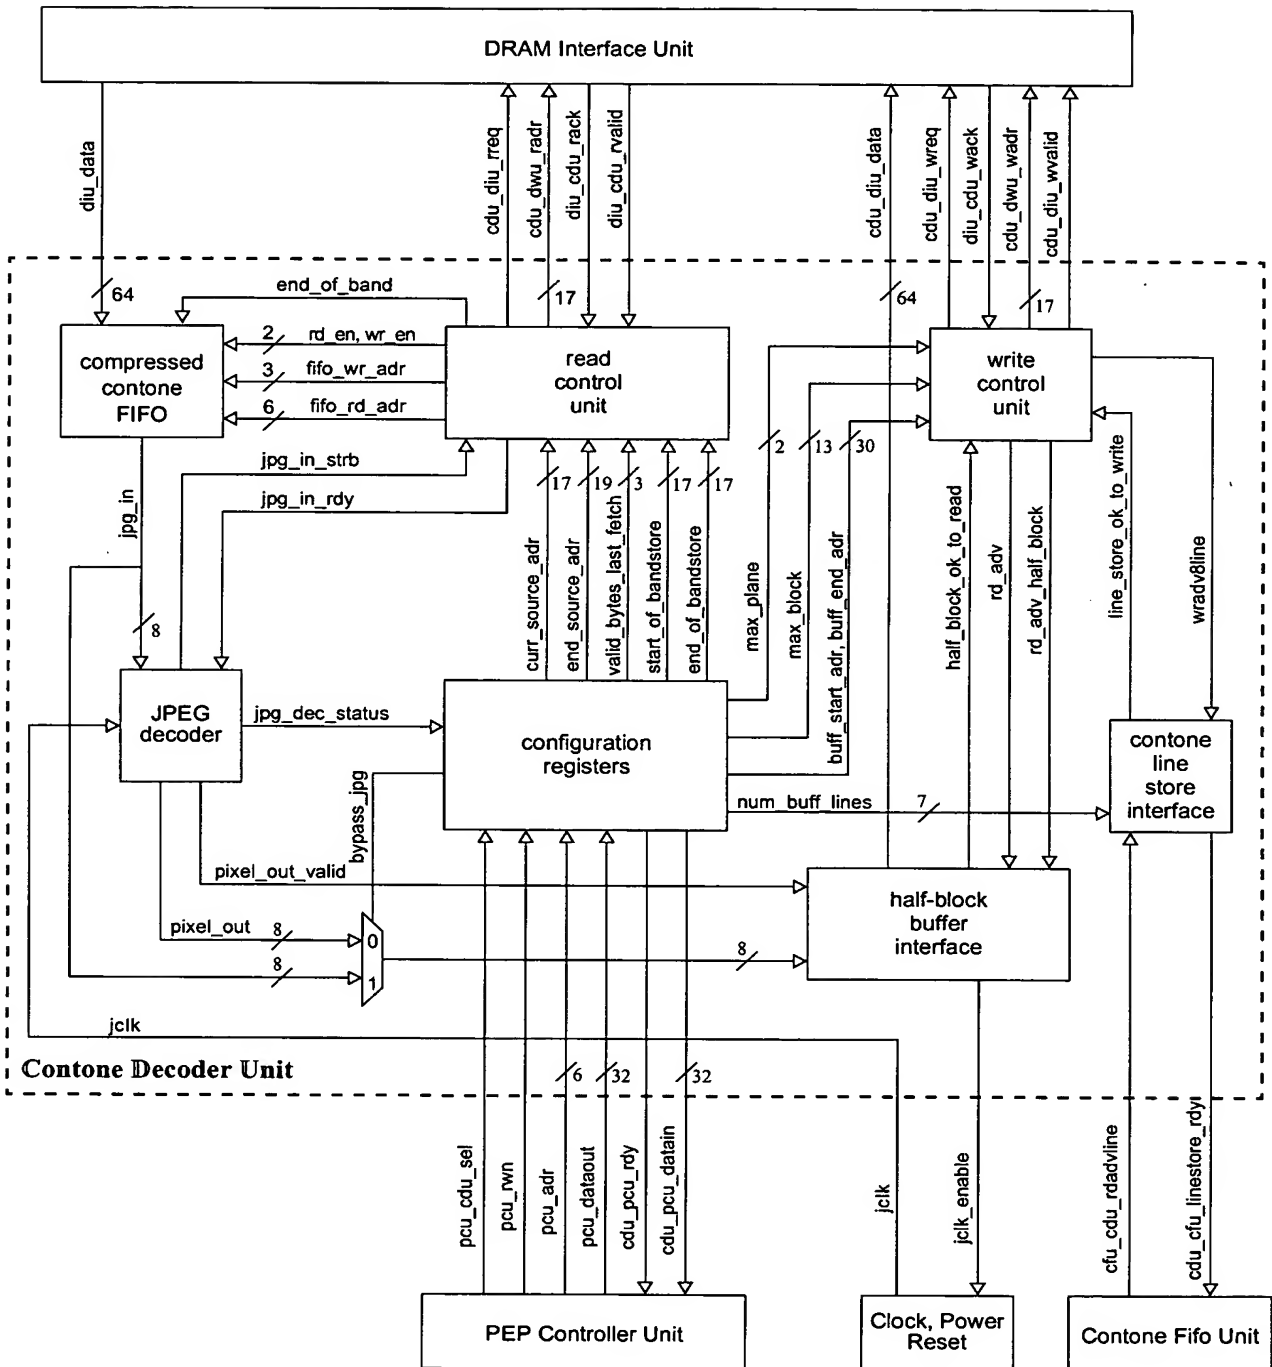 DRAM Interface Unit
diu_data
cdu_diu_rreq
cdu_dwu_radr
diu_cdu_rack
diu_cdu_rvalid
cdu_diu_data
cdu_diu_wreq
diu_cdu_wack
cdu_dwu_wadr
cdu_diu_wvalid
64
end_of_band
17
64
17
compressed
contone
FIFO
2
rd_en, wr_en
3
fifo_wr_adr
6
fifo_rd_adr
read
control
unit
write
control
unit
jpg_in
jpg_in_strb
jpg_in_rdy
17
19
3
17
17
2
13
30
8
curr_source_adr
end_source_adr
valid_bytes_last_fetch
start_of_bandstore
end_of_bandstore
max_plane
max_block
buff_start_adr, buff_end_adr
half_block_ok_to_read
rd_adv
rd_adv_half_block
line_store_ok_to_write
wradv8line
JPEG
decoder
jpg_dec_status
configuration
registers
contone
line
store
interface
bypass_jpg
num_buff_lines
7
pixel_out_valid
pixel_out
8
0
8
1
8
half-block
buffer
interface
jclk
Contone Decoder Unit
6
32
32
pcu_cdu_sel
pcu_rwn
pcu_adr
pcu_dataout
cdu_pcu_rdy
cdu_pcu_datain
jclk
jclk_enable
cfu_cdu_rdadvline
cdu_cfu_linestore_rdy
PEP Controller Unit
Clock, Power
Reset
Contone Fifo Unit